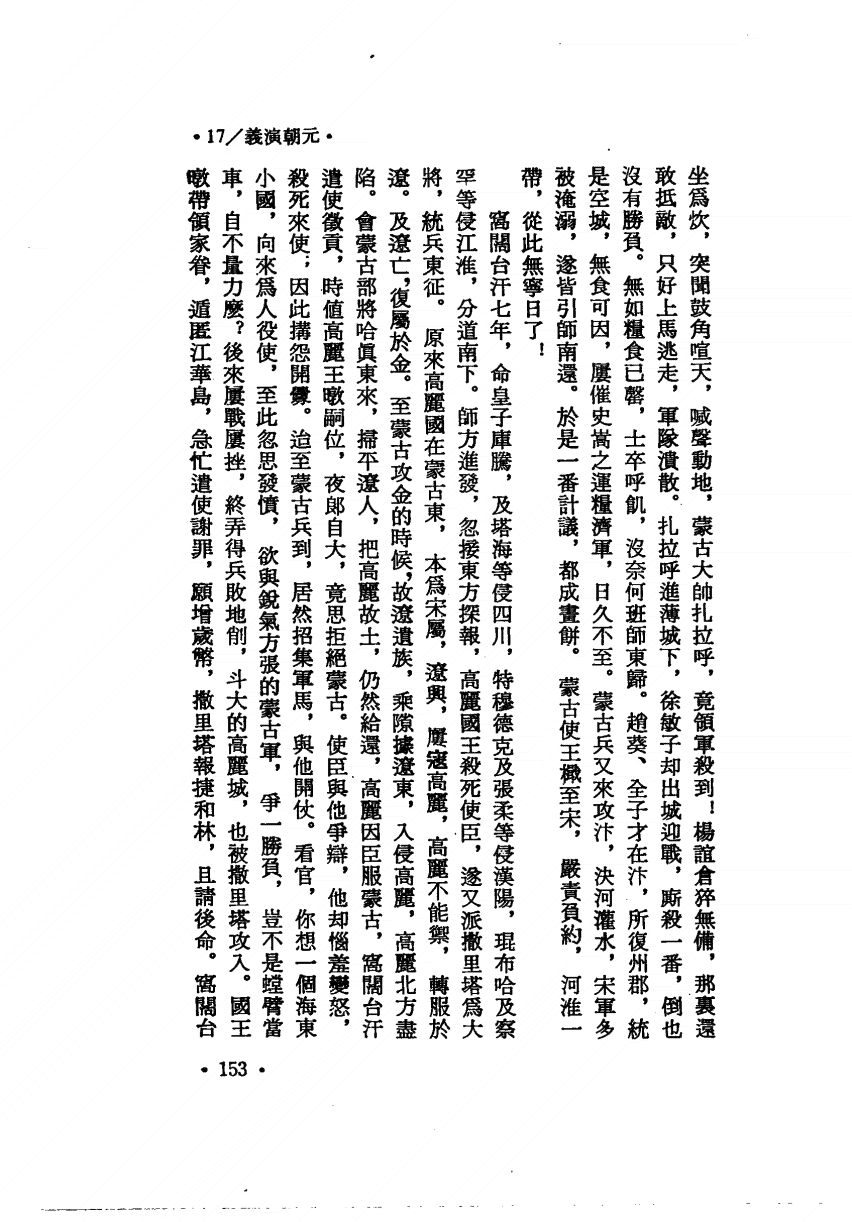 •17／義演朝元•
坐爲炊，突聞鼓角喧天，喊聲動地，蒙古大帥扎拉呼，竟領軍殺到！楊誼倉猝無備，那裏還
敢抵敵，只好上馬逃走，軍隊潰散。扎拉呼進薄城下，徐敏子却出城迎戰，廝殺一番，倒也
沒有勝負。無如糧食已罄，士卒呼飢，沒奈何班師東歸。趙葵、全子才在汴，所復州郡，統
是空城，無食可因，屢催史嵩之運糧濟軍，日久不至。蒙古兵又來攻汴，決河灌水，宋軍多
被淹溺，遂皆引師南還。於是一番計議，都成畫餅。蒙古使王檝至宋，嚴責負約，河淮一
帶，從此無寧日了！
窩闊台汗七年，命皇子庫騰，及塔海等侵四川，特穆德克及張柔等侵漢陽，琨布哈及察
罕等侵江淮，分道南下。師方進發，忽接東方探報，高麗國王殺死使臣，遂又派撒里塔爲大
將，統兵東征。原來高麗國在蒙古東，本爲宋屬，遼興，屢寇高麗，高麗不能禦，轉服於
遼。及遼亡，復屬於金。至蒙古攻金的時候，故遼遺族，乘隙據遼東，入侵高麗，高麗北方盡
陷。會蒙古部將哈眞東來，掃平遼人，把高麗故土，仍然給還，高麗因臣服蒙古，窩闊台汗
遣使徵貢，時值高麗王暾嗣位，夜郎自大，竟思拒絕蒙古。使臣與他爭辯，他却惱羞變怒，
殺死來使；因此搆怨開釁。迨至蒙古兵到，居然招集軍馬，與他開仗。看官，你想一個海東
小國，向來爲人役使，至此忽思發憤，欲與銳氣方張的蒙古軍，爭一勝負，豈不是螳臂當
車，自不量力麼？後來屢戰屢挫，終弄得兵敗地削，斗大的高麗城，也被撒里塔攻入。國王
暾帶領家眷，遁匿江華島，急忙遣使謝罪，願增歲幣，撒里塔報捷和林，且請後命。窩闊台
•153•